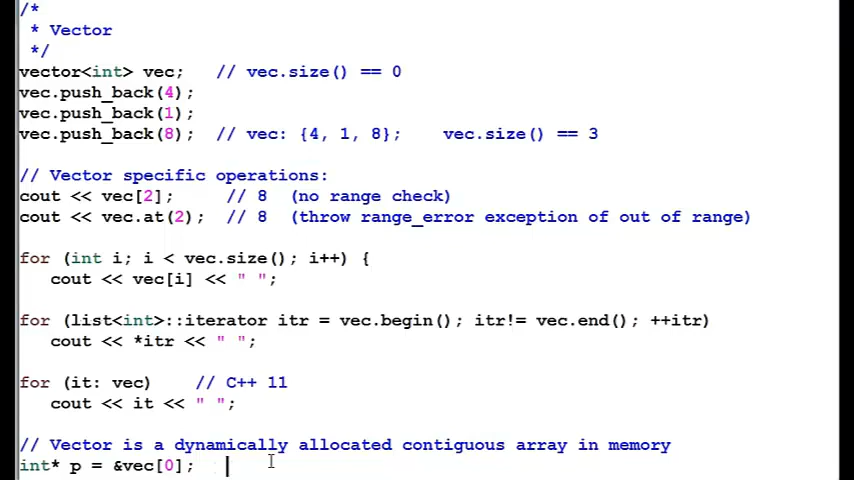 /*
 * Vector
 */
vector<int> vec;   // vec.size() == 0
vec.push_back(4);
vec.push_back(1);
vec.push_back(8);  // vec: {4, 1, 8};    vec.size() == 3
// Vector specific operations:
cout << vec[2];      // 8  (no range check)
cout << vec.at(2);  // 8  (throw range_error exception of out of range)
for (int i; i < vec.size(); i++) {
   cout << vec[i] << " ";
for (list<int>::iterator itr = vec.begin(); itr!= vec.end(); ++itr)
   cout << *itr << " ";
for (it: vec)    // C++ 11
   cout << it << " ";
// Vector is a dynamically allocated contiguous array in memory
int* p = &vec[0];